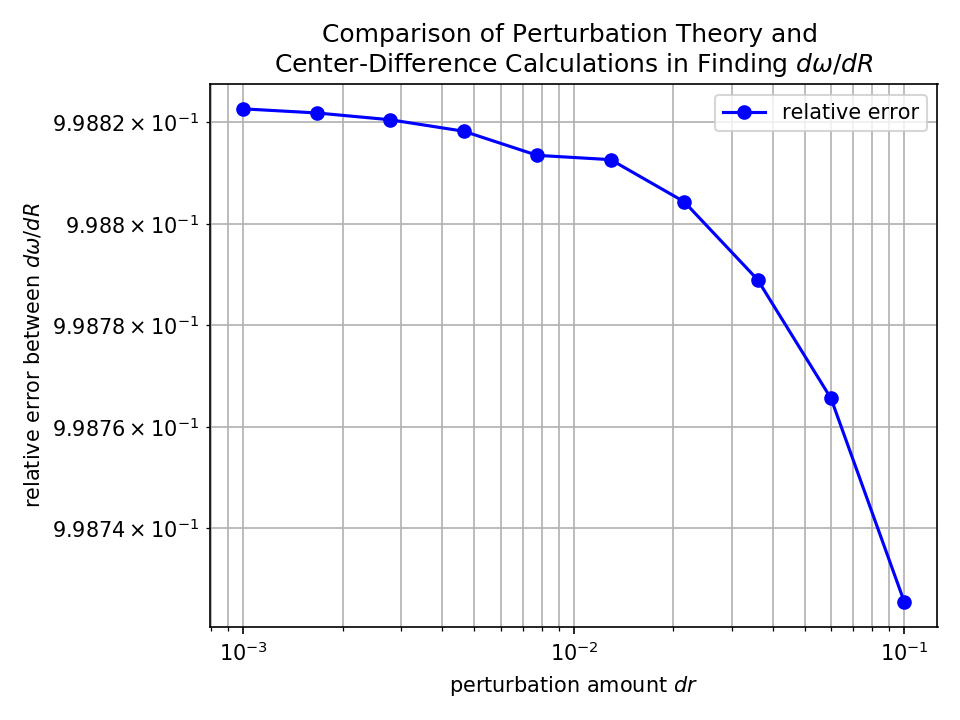 Comparison of Perturbation Theory and
Center-Difference Calculations in Finding dω/dR
relative error
relative error between dω/dR
9.9882 × 10⁻¹
9.988 × 10⁻¹
9.9878 × 10⁻¹
9.9876 × 10⁻¹
9.9874 × 10⁻¹
10⁻³ 10⁻² 10⁻¹
perturbation amount dr